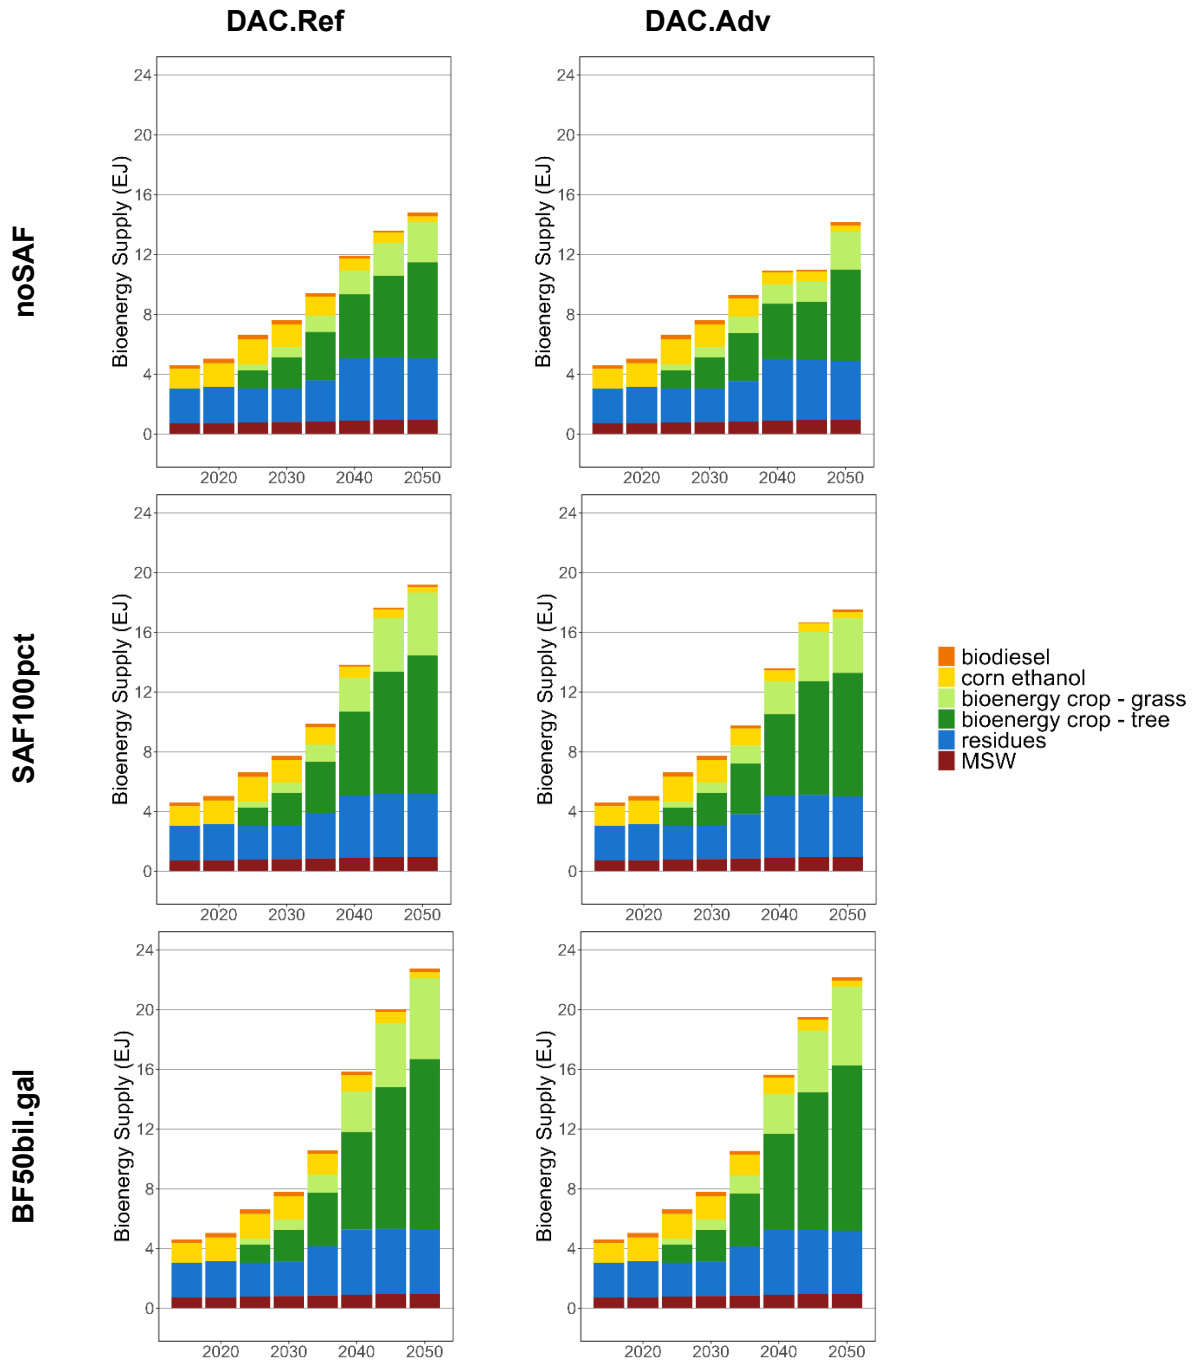 DAC.Ref
DAC.Adv
noSAF
Bioenergy Supply (EJ)
24
20
16
12
8
4
0
2020 2030 2040 2050
Bioenergy Supply (EJ)
24
20
16
12
8
4
0
2020 2030 2040 2050
SAF100pct
Bioenergy Supply (EJ)
24
20
16
12
8
4
0
2020 2030 2040 2050
Bioenergy Supply (EJ)
24
20
16
12
8
4
0
2020 2030 2040 2050
biodiesel
corn ethanol
bioenergy crop - grass
bioenergy crop - tree
residues
MSW
BF50bil.gal
Bioenergy Supply (EJ)
24
20
16
12
8
4
0
2020 2030 2040 2050
Bioenergy Supply (EJ)
24
20
16
12
8
4
0
2020 2030 2040 2050